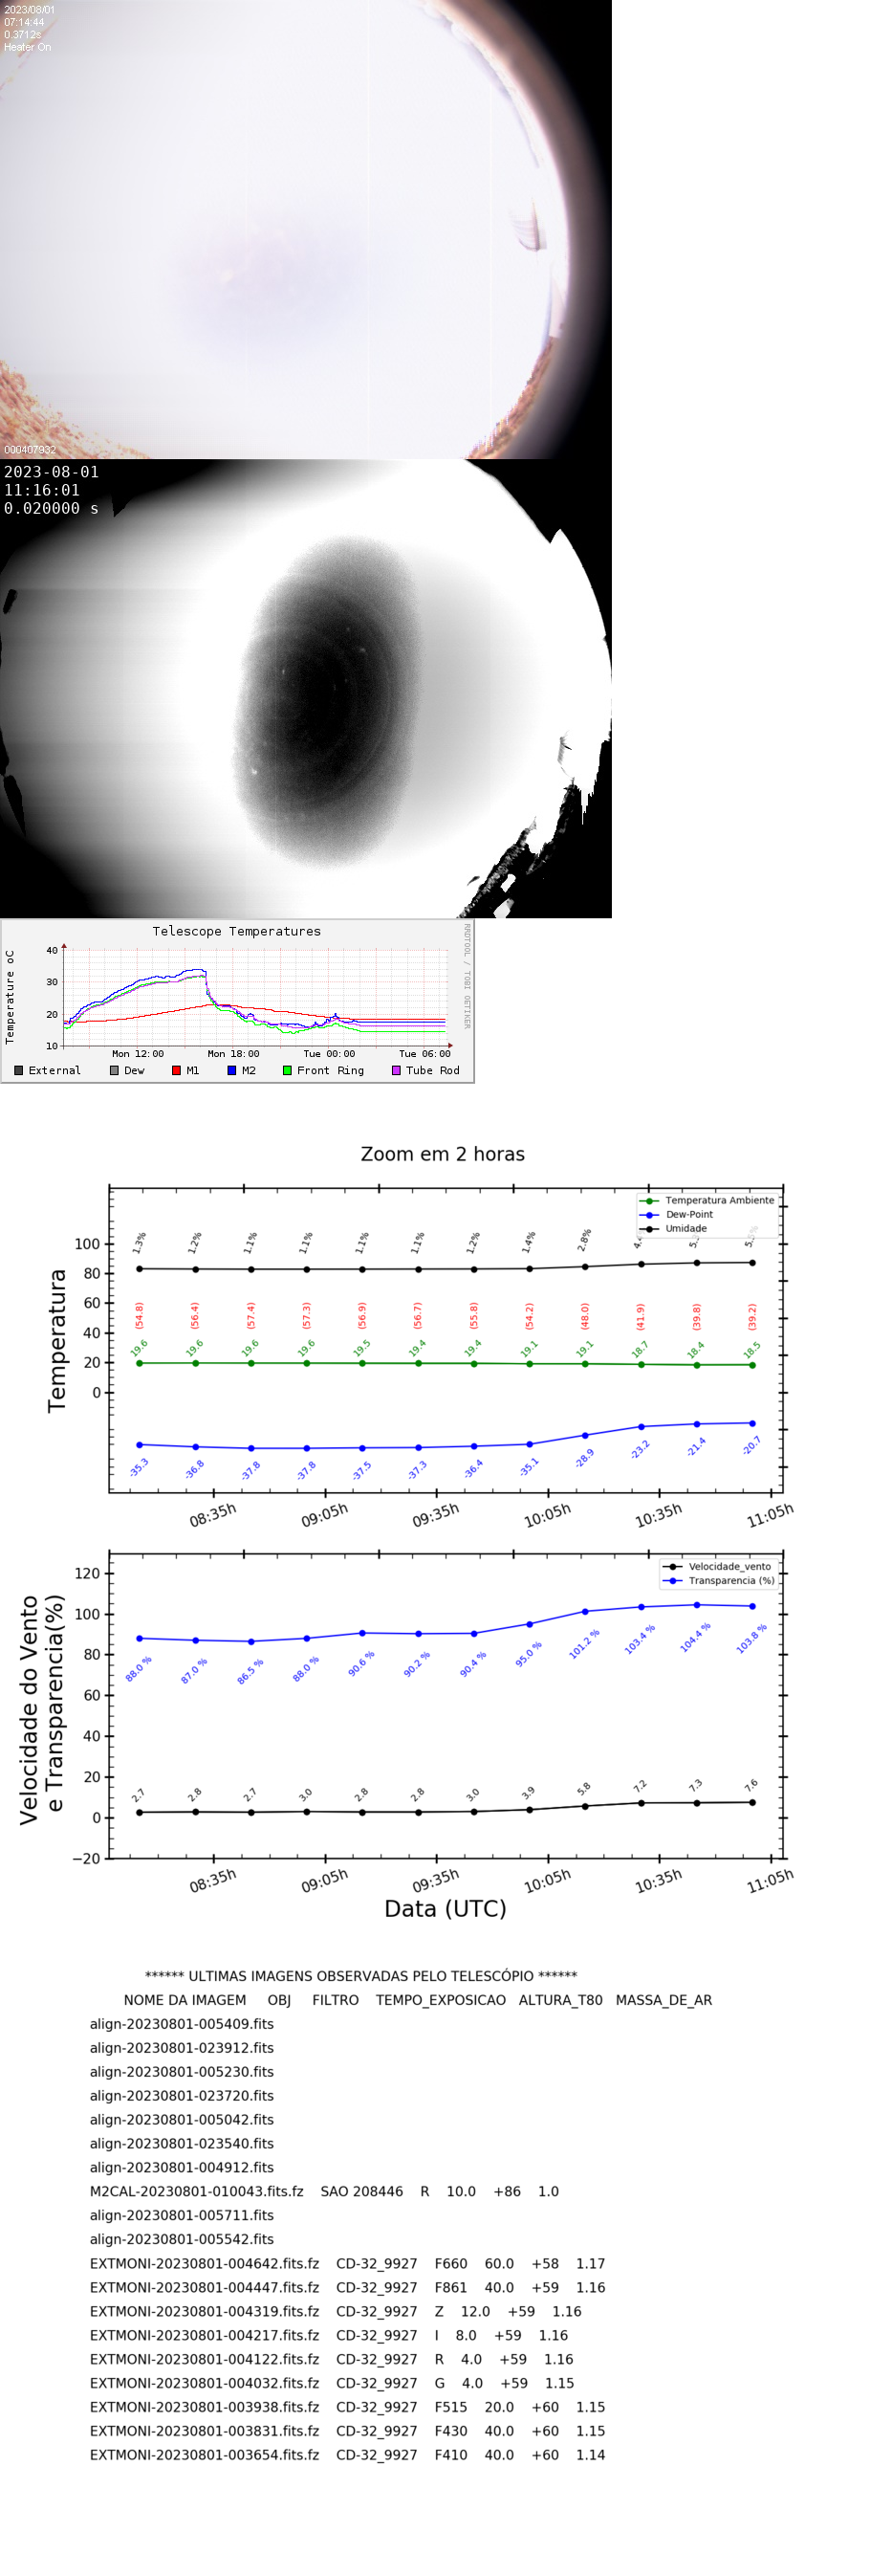 2023/08/01
07:14:44
0.3712s
Heater On
000407932
2023-08-01
11:16:01
0.020000 s
Telescope Temperatures
RRDTOOL / TOBI OETIKER
Temperature oC
40
30
20
10
Mon 12:00 Mon 18:00 Tue 00:00 Tue 06:00
External Dew M1 M2 Front Ring Tube Rod
Zoom em 2 horas
Temperatura Ambiente
Dew-Point
Umidade
Temperatura
100
80
60
40
20
0
1.3% 1.2% 1.1% 1.1% 1.1% 1.1% 1.2% 1.4% 2.8%
(54.8) (56.4) (57.4) (57.3) (56.9) (56.7) (55.8) (54.2) (48.0) (41.9) (39.8) (39.2)
19.6 19.6 19.6 19.6 19.5 19.4 19.4 19.1 19.1 18.7 18.4 18.5
-35.3 -36.8 -37.8 -37.8 -37.5 -37.3 -36.4 -35.1 -28.9 -23.2 -21.4 -20.7
08:35h 09:05h 09:35h 10:05h 10:35h 11:05h
Velocidade_vento
Transparencia (%)
Velocidade do Vento
e Transparencia(%)
120
100
80
60
40
20
0
−20
88.0 % 87.0 % 86.5 % 88.0 % 90.6 % 90.2 % 90.4 % 95.0 % 101.2 % 103.4 % 104.4 % 103.8 %
2.7 2.8 2.7 3.0 2.8 2.8 3.0 3.9 5.8 7.2 7.3 7.6
08:35h 09:05h 09:35h 10:05h 10:35h 11:05h
Data (UTC)
****** ULTIMAS IMAGENS OBSERVADAS PELO TELESCÓPIO ******
NOME DA IMAGEM OBJ FILTRO TEMPO_EXPOSICAO ALTURA_T80 MASSA_DE_AR
align-20230801-005409.fits
align-20230801-023912.fits
align-20230801-005230.fits
align-20230801-023720.fits
align-20230801-005042.fits
align-20230801-023540.fits
align-20230801-004912.fits
M2CAL-20230801-010043.fits.fz SAO 208446 R 10.0 +86 1.0
align-20230801-005711.fits
align-20230801-005542.fits
EXTMONI-20230801-004642.fits.fz CD-32_9927 F660 60.0 +58 1.17
EXTMONI-20230801-004447.fits.fz CD-32_9927 F861 40.0 +59 1.16
EXTMONI-20230801-004319.fits.fz CD-32_9927 Z 12.0 +59 1.16
EXTMONI-20230801-004217.fits.fz CD-32_9927 I 8.0 +59 1.16
EXTMONI-20230801-004122.fits.fz CD-32_9927 R 4.0 +59 1.16
EXTMONI-20230801-004032.fits.fz CD-32_9927 G 4.0 +59 1.15
EXTMONI-20230801-003938.fits.fz CD-32_9927 F515 20.0 +60 1.15
EXTMONI-20230801-003831.fits.fz CD-32_9927 F430 40.0 +60 1.15
EXTMONI-20230801-003654.fits.fz CD-32_9927 F410 40.0 +60 1.14